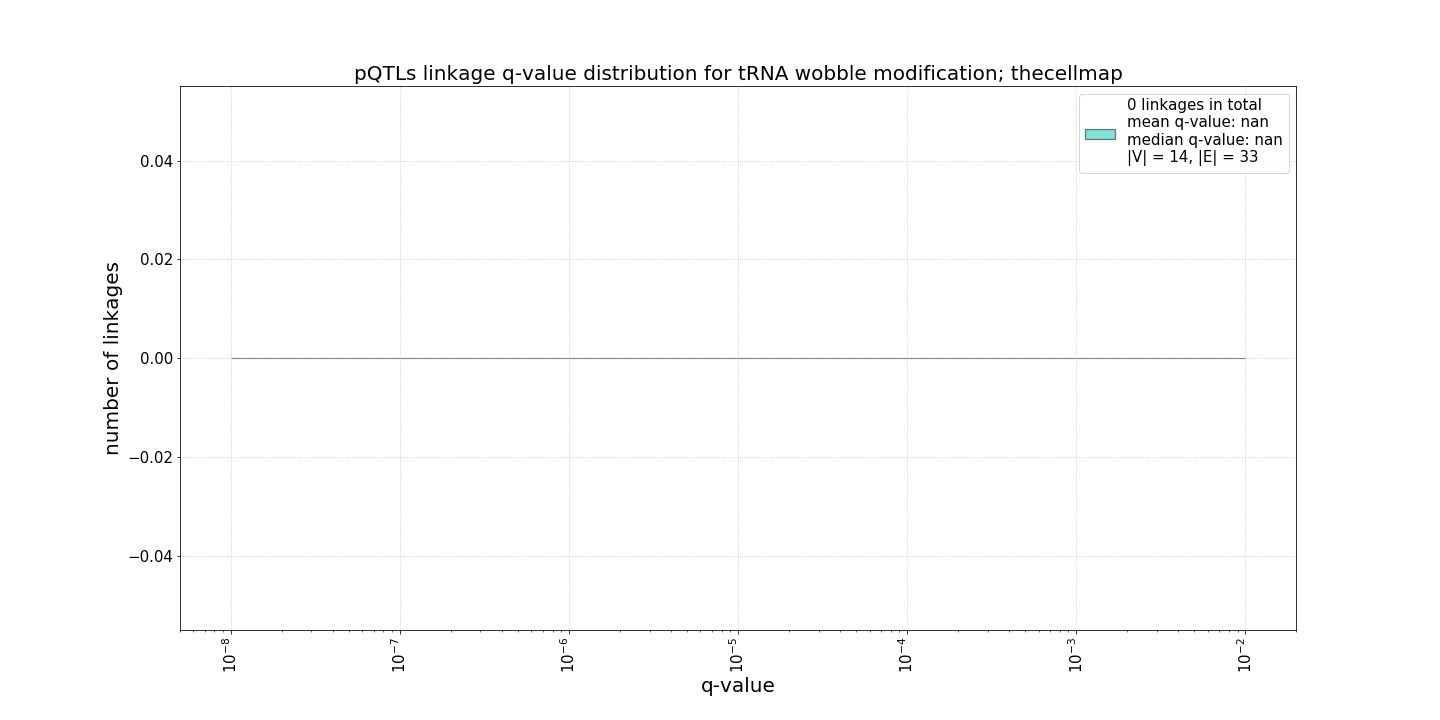 pQTLs linkage q-value distribution for tRNA wobble modification; thecellmap
0 linkages in total
mean q-value: nan
median q-value: nan
|V| = 14, |E| = 33
number of linkages
0.04
0.02
0.00
−0.02
−0.04
10⁻⁸
10⁻⁷
10⁻⁶
10⁻⁵
10⁻⁴
10⁻³
10⁻²
q-value